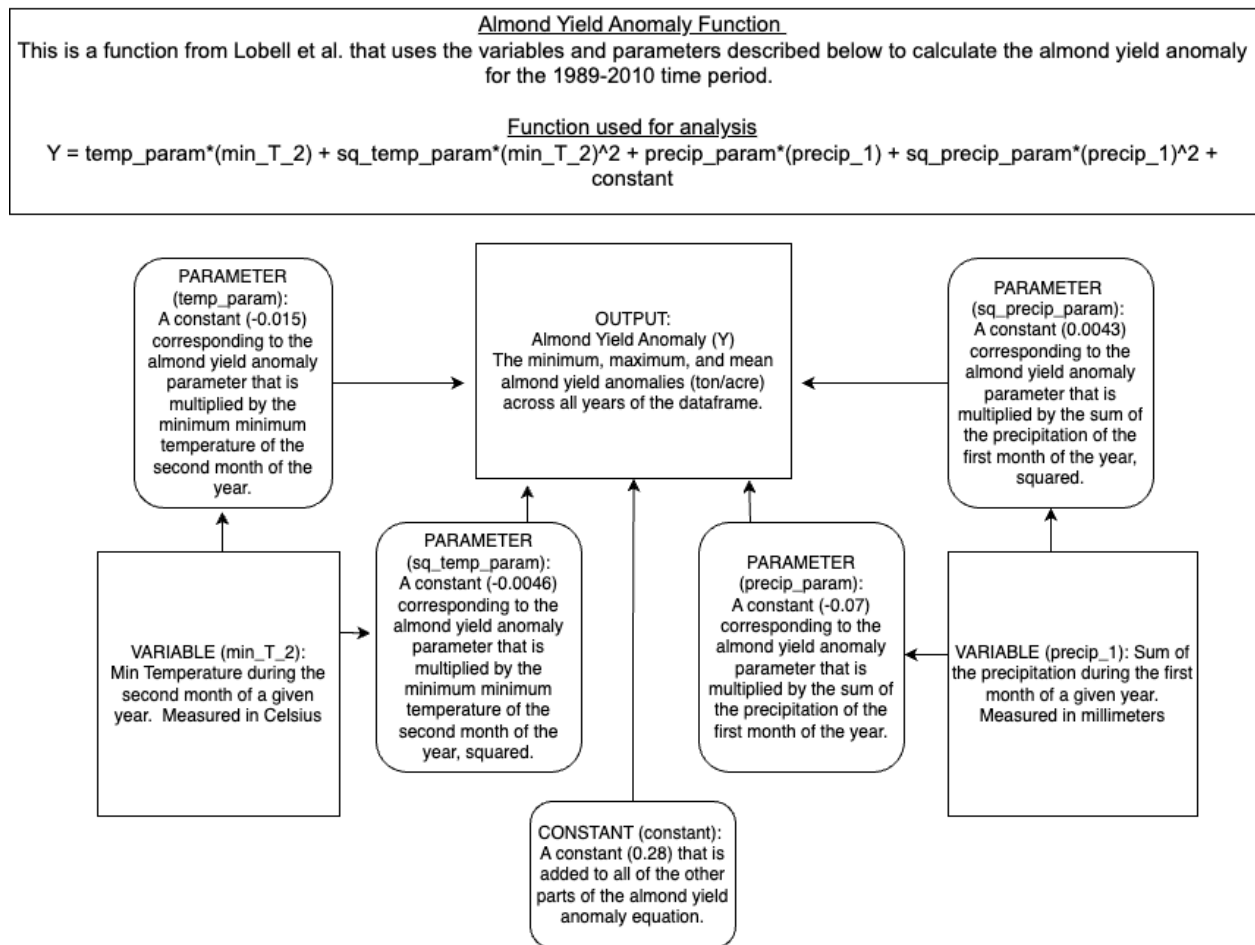 Almond Yield Anomaly Function
This is a function from Lobell et al. that uses the variables and parameters described below to calculate the almond yield anomaly
for the 1989-2010 time period.
Function used for analysis
Y = temp_param*(min_T_2) + sq_temp_param*(min_T_2)^2 + precip_param*(precip_1) + sq_precip_param*(precip_1)^2 +
constant
PARAMETER
(temp_param):
A constant (-0.015)
corresponding to the
almond yield anomaly
parameter that is
multiplied by the
minimum minimum
temperature of the
second month of the
year.
OUTPUT:
Almond Yield Anomaly (Y)
The minimum, maximum, and mean
almond yield anomalies (ton/acre)
across all years of the dataframe.
PARAMETER
(sq_precip_param):
A constant (0.0043)
corresponding to the
almond yield anomaly
parameter that is
multiplied by the sum of
the precipitation of the
first month of the year,
squared.
VARIABLE (min_T_2):
Min Temperature during the
second month of a given
year.  Measured in Celsius
PARAMETER
(sq_temp_param):
A constant (-0.0046)
corresponding to the
almond yield anomaly
parameter that is
multiplied by the
minimum minimum
temperature of the
second month of the
year, squared.
PARAMETER
(precip_param):
A constant (-0.07)
corresponding to the
almond yield anomaly
parameter that is
multiplied by the sum of
the precipitation of the
first month of the year.
VARIABLE (precip_1): Sum of
the precipitation during the first
month of a given year.
Measured in millimeters
CONSTANT (constant):
A constant (0.28) that is
added to all of the other
parts of the almond yield
anomaly equation.